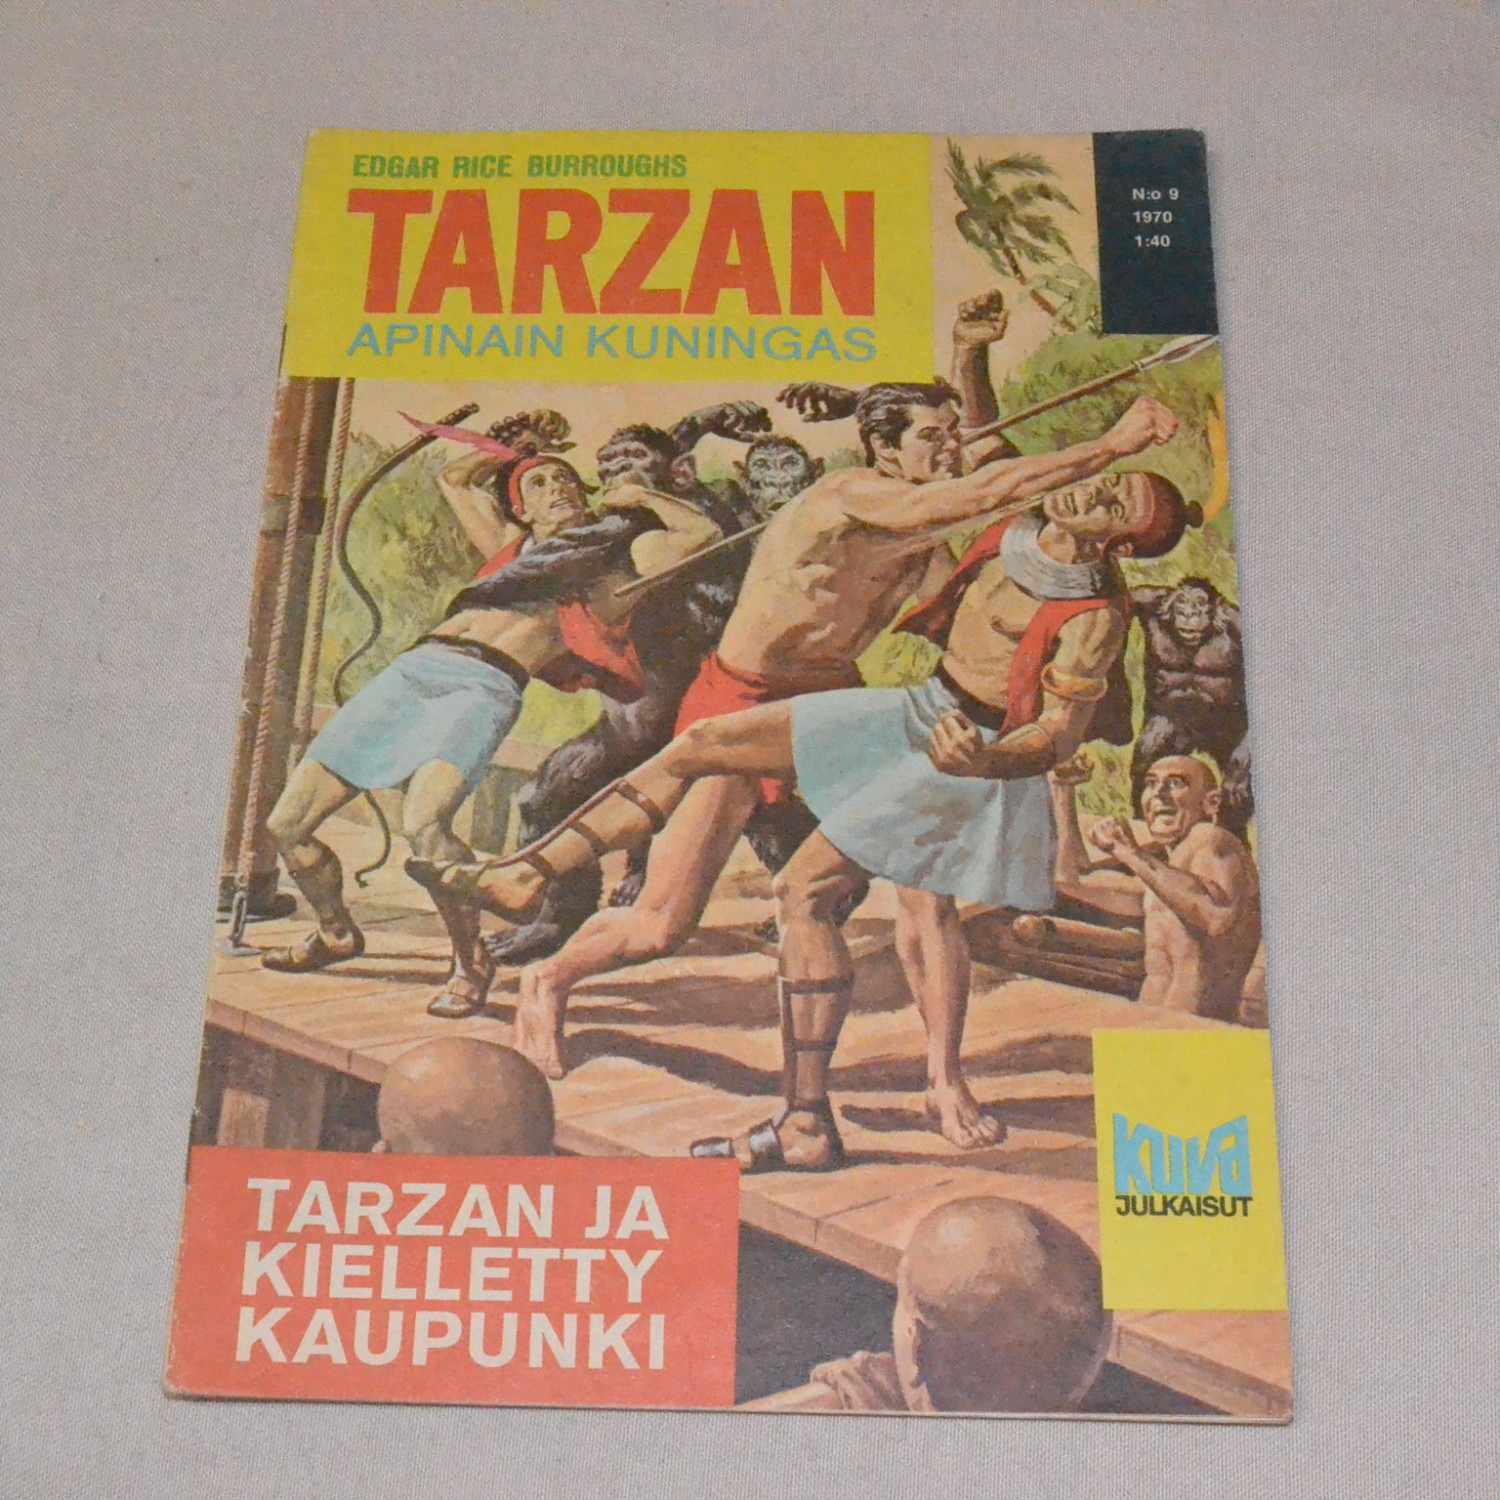 EDGAR RICE BURROUGHS
TARZAN
APINAIN KUNINGAS
N:o 9
1970
1:40
TARZAN JA
KIELLETTY
KAUPUNKI
kuva
JULKAISUT